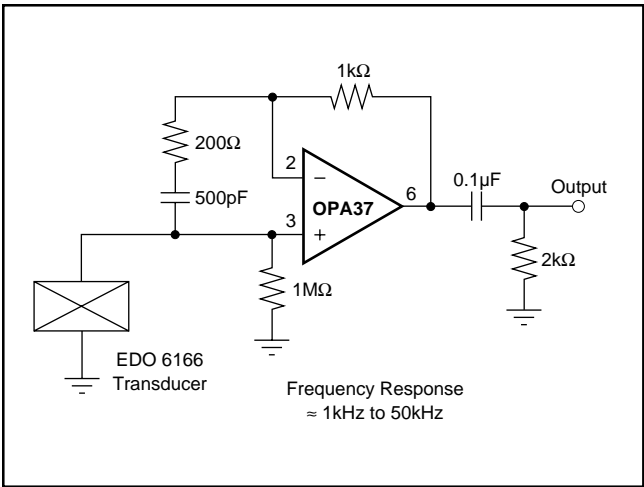 1kΩ
200Ω
2
–
6
0.1µF
Output
500pF
OPA37
3
+
2kΩ
1MΩ
EDO 6166
Transducer
Frequency Response
≈ 1kHz to 50kHz